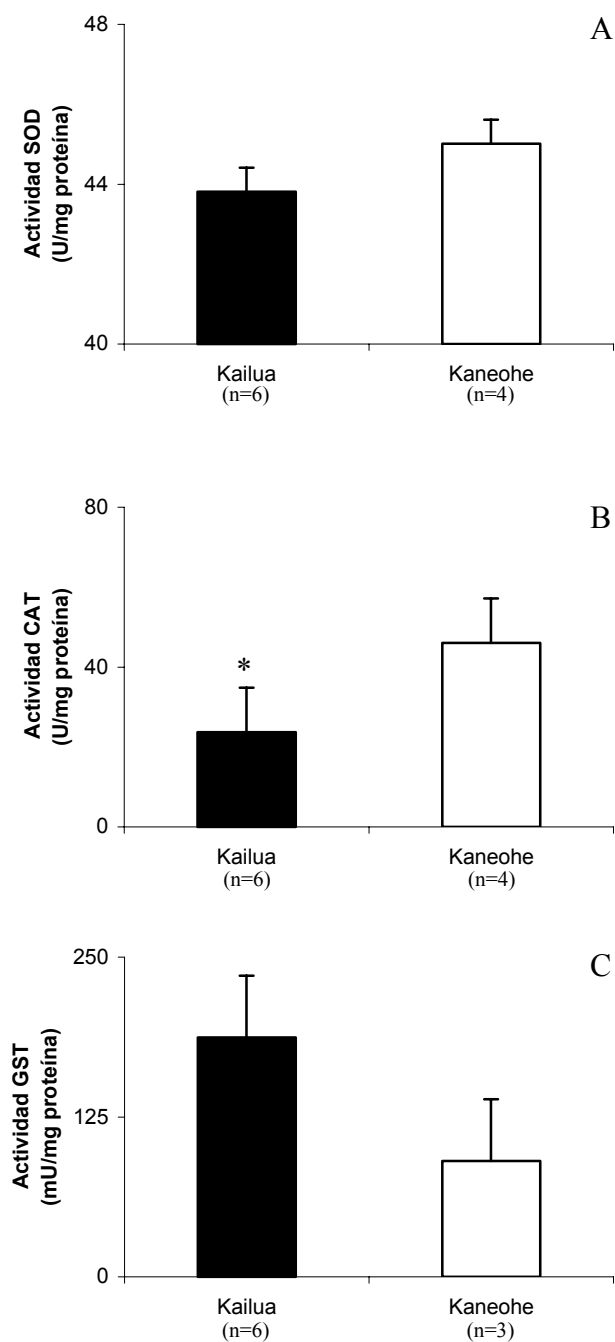 A
48
44
40
Actividad SOD
(U/mg proteína)
Kailua
(n=6)
Kaneohe
(n=4)
B
80
40
0
Actividad CAT
(U/mg proteína)
*
Kailua
(n=6)
Kaneohe
(n=4)
C
250
125
0
Actividad GST
(mU/mg proteína)
Kailua
(n=6)
Kaneohe
(n=3)